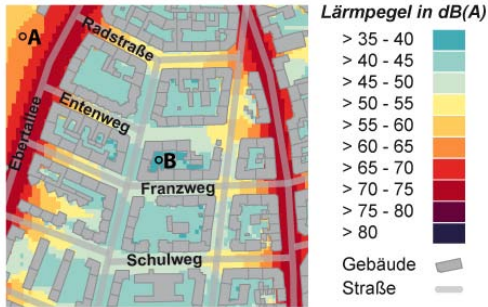 Lärmpegel in dB(A)
> 35 - 40
> 40 - 45
> 45 - 50
> 50 - 55
> 55 - 60
> 60 - 65
> 65 - 70
> 70 - 75
> 75 - 80
> 80
Gebäude
Straße
A
Radstraße
Entenweg
Ebertallee
B
Franzweg
Schulweg